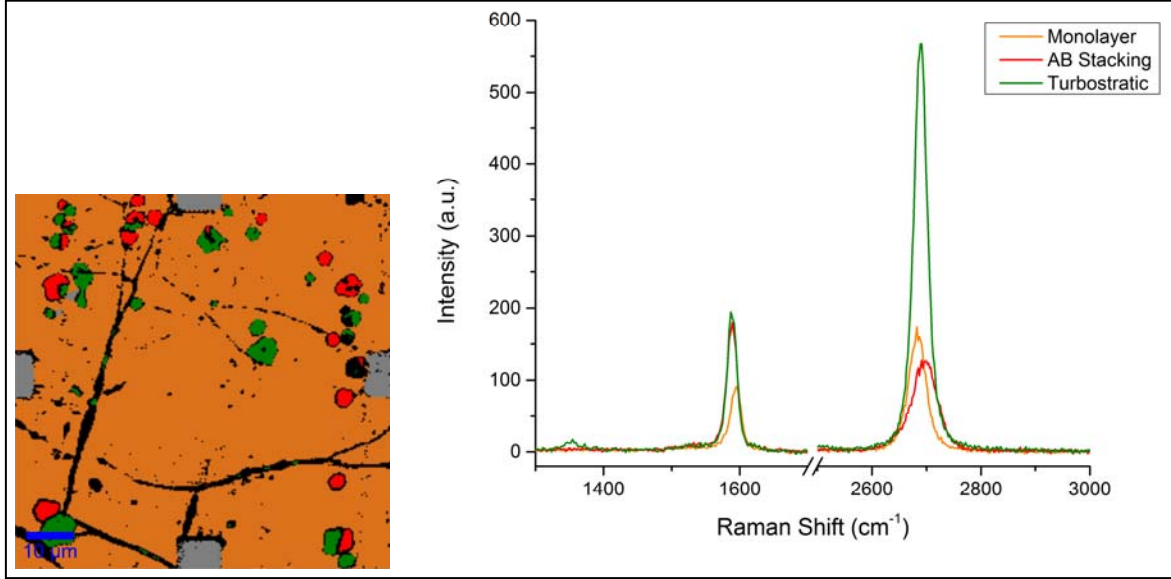 10 µm
600
500
400
300
200
100
0
Intensity (a.u.)
Monolayer
AB Stacking
Turbostratic
1400 1600 2600 2800 3000
Raman Shift (cm⁻¹)